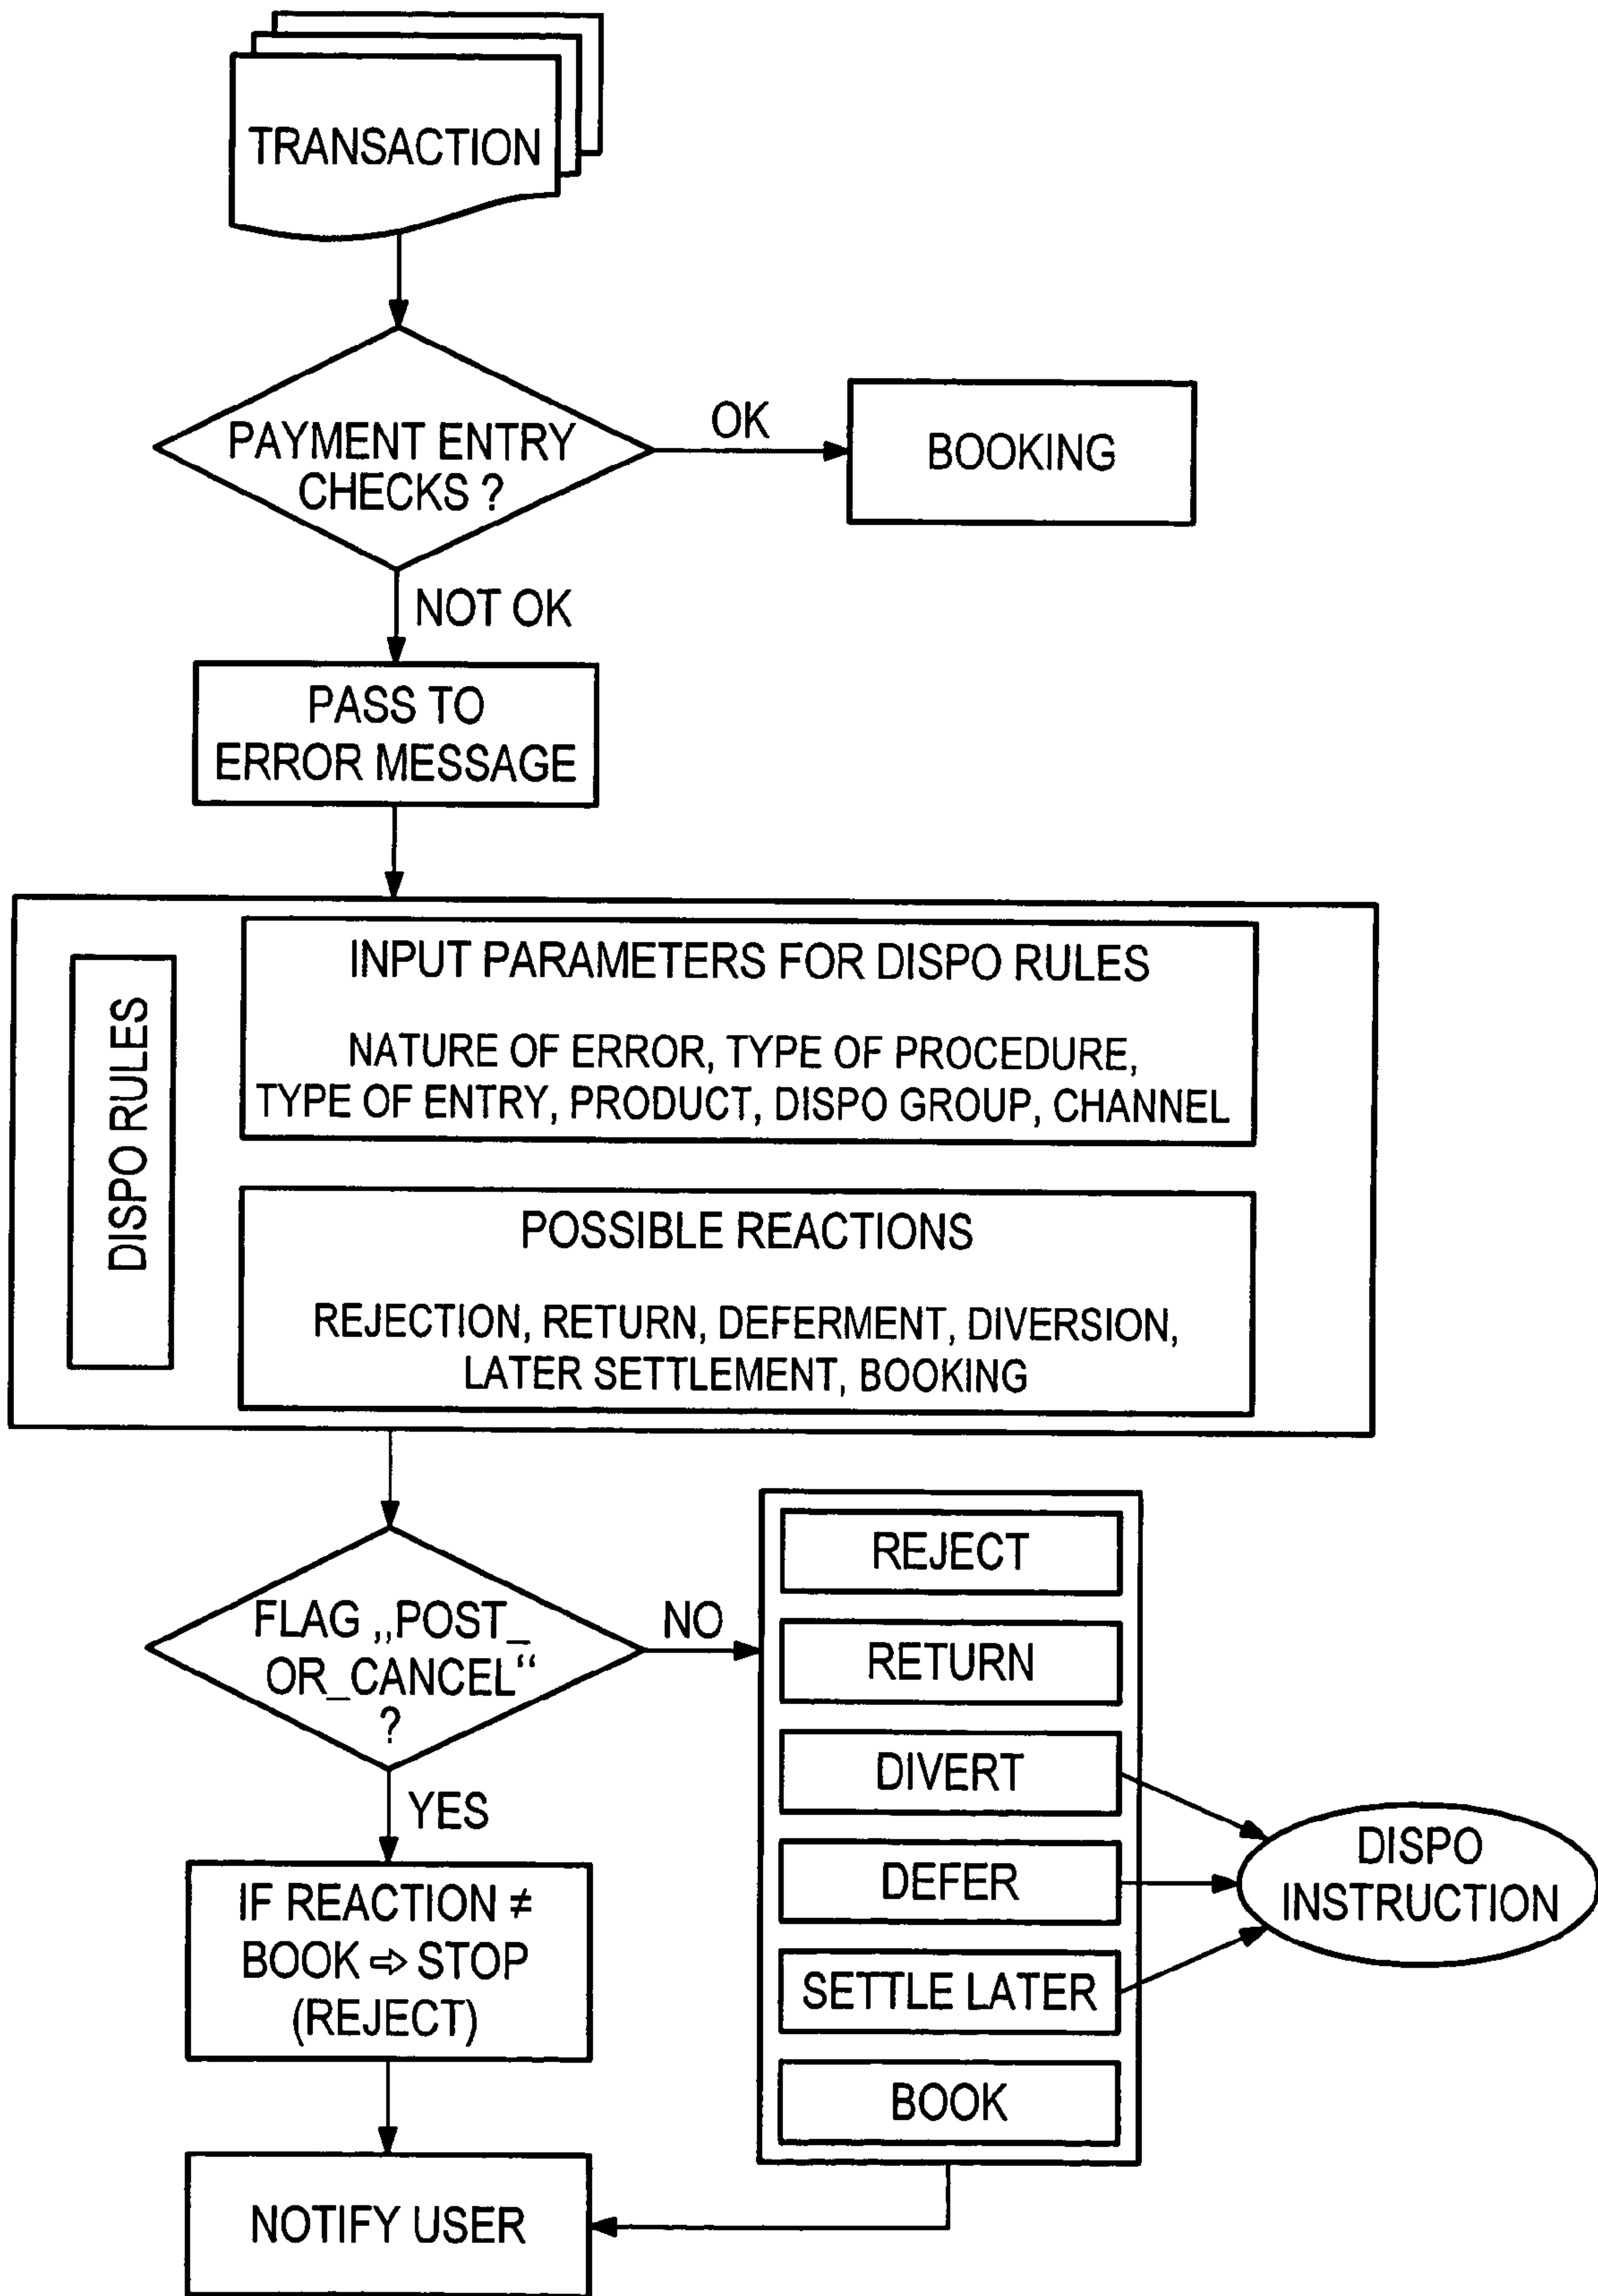 TRANSACTION
PAYMENT ENTRY
CHECKS ?
OK
BOOKING
NOT OK
PASS TO
ERROR MESSAGE
DISPO RULES
INPUT PARAMETERS FOR DISPO RULES
NATURE OF ERROR, TYPE OF PROCEDURE,
TYPE OF ENTRY, PRODUCT, DISPO GROUP, CHANNEL
POSSIBLE REACTIONS
REJECTION, RETURN, DEFERMENT, DIVERSION,
LATER SETTLEMENT, BOOKING
FLAG ,,POST_
OR_CANCEL“
?
NO
YES
IF REACTION ≠
BOOK ⇨ STOP
(REJECT)
REJECT
RETURN
DIVERT
DEFER
SETTLE LATER
BOOK
DISPO
INSTRUCTION
NOTIFY USER